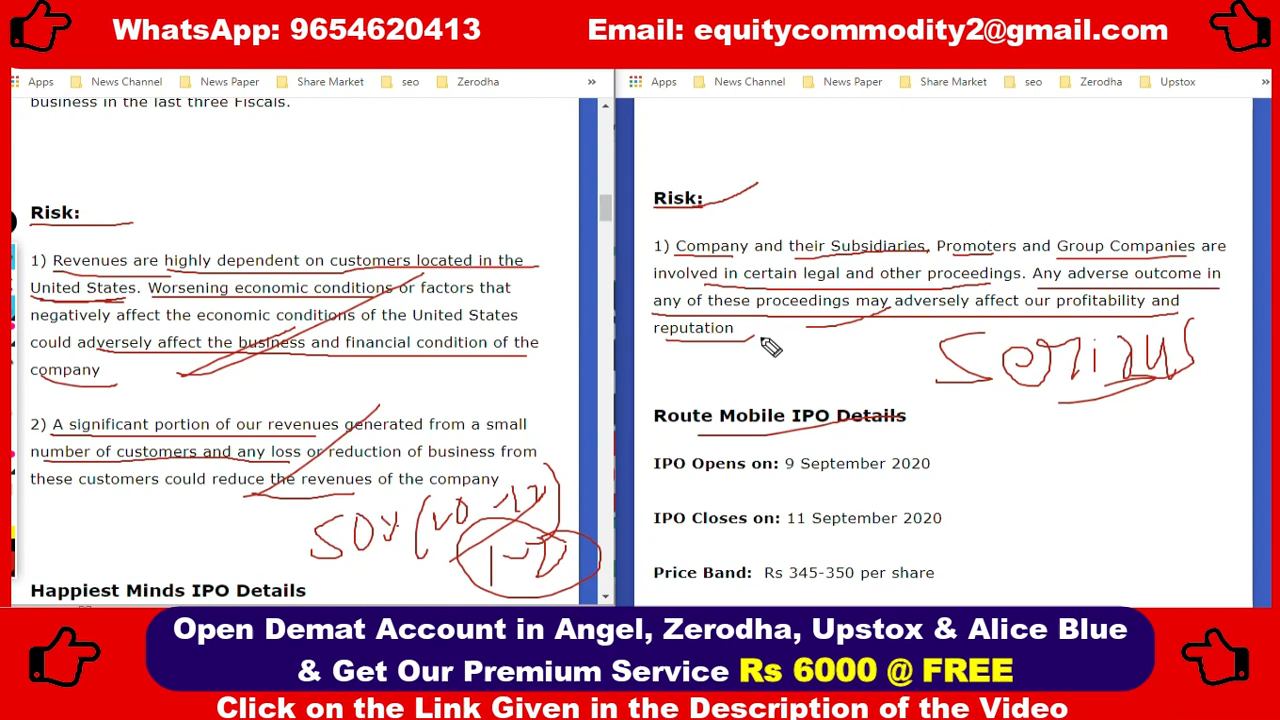 WhatsApp: 9654620413
Email: equitycommodity2@gmail.com
Apps News Channel News Paper Share Market seo Zerodha »
business in the last three Fiscals.
Risk:
1) Revenues are highly dependent on customers located in the
United States. Worsening economic conditions or factors that
negatively affect the economic conditions of the United States
could adversely affect the business and financial condition of the
company
2) A significant portion of our revenues generated from a small
number of customers and any loss or reduction of business from
these customers could reduce the revenues of the company
Happiest Minds IPO Details
Apps News Channel News Paper Share Market seo Zerodha Upstox »
Risk:
1) Company and their Subsidiaries, Promoters and Group Companies are
involved in certain legal and other proceedings. Any adverse outcome in
any of these proceedings may adversely affect our profitability and
reputation
Route Mobile IPO Details
IPO Opens on: 9 September 2020
IPO Closes on: 11 September 2020
Price Band: Rs 345-350 per share
Open Demat Account in Angel, Zerodha, Upstox & Alice Blue
& Get Our Premium Service Rs 6000 @ FREE
Click on the Link Given in the Description of the Video